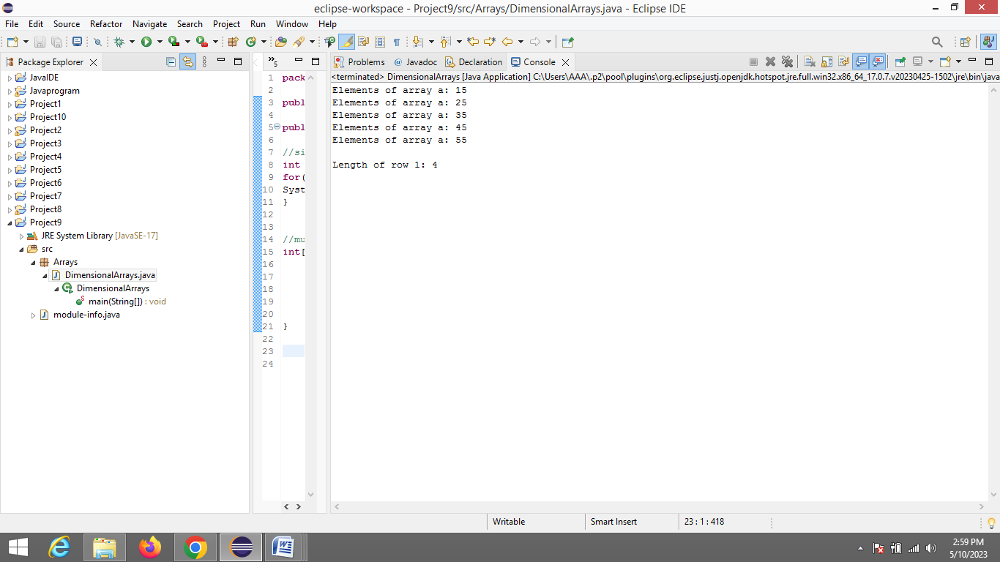 eclipse-workspace - Project9/src/Arrays/DimensionalArrays.java - Eclipse IDE
File Edit Source Refactor Navigate Search Project Run Window Help
Package Explorer
JavaIDE
Javaprogram
Project1
Project10
Project2
Project3
Project4
Project5
Project6
Project7
Project8
Project9
JRE System Library [JavaSE-17]
src
Arrays
DimensionalArrays.java
DimensionalArrays
main(String[]) : void
module-info.java
5
1 pack
2
3 publ
4
5 publ
6
7 //si
8 int
9 for(
10 Syst
11 }
12
13
14 //mu
15 int[
16
17
18
19
20
21 }
22
23
24
Problems @ Javadoc Declaration Console
<terminated> DimensionalArrays [Java Application] C:\Users\AAA\.p2\pool\plugins\org.eclipse.justj.openjdk.hotspot.jre.full.win32.x86_64_17.0.7.v20230425-1502\jre\bin\java
Elements of array a: 15
Elements of array a: 25
Elements of array a: 35
Elements of array a: 45
Elements of array a: 55
Length of row 1: 4
Writable Smart Insert 23 : 1 : 418
2:59 PM
5/10/2023